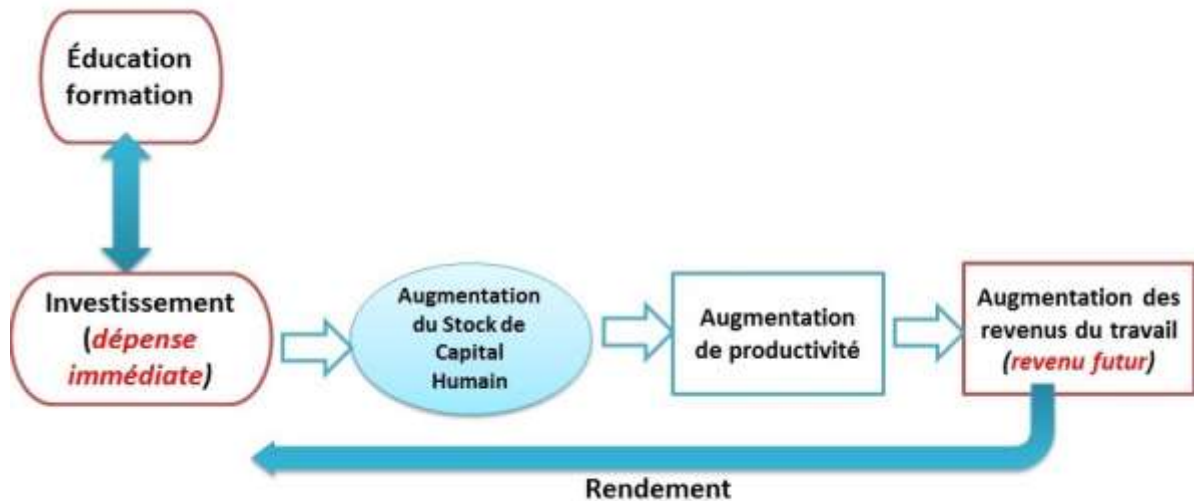 Éducation
formation
Investissement
(dépense
immédiate)
Augmentation
du Stock de
Capital
Humain
Augmentation
de productivité
Augmentation des
revenus du travail
(revenu futur)
Rendement